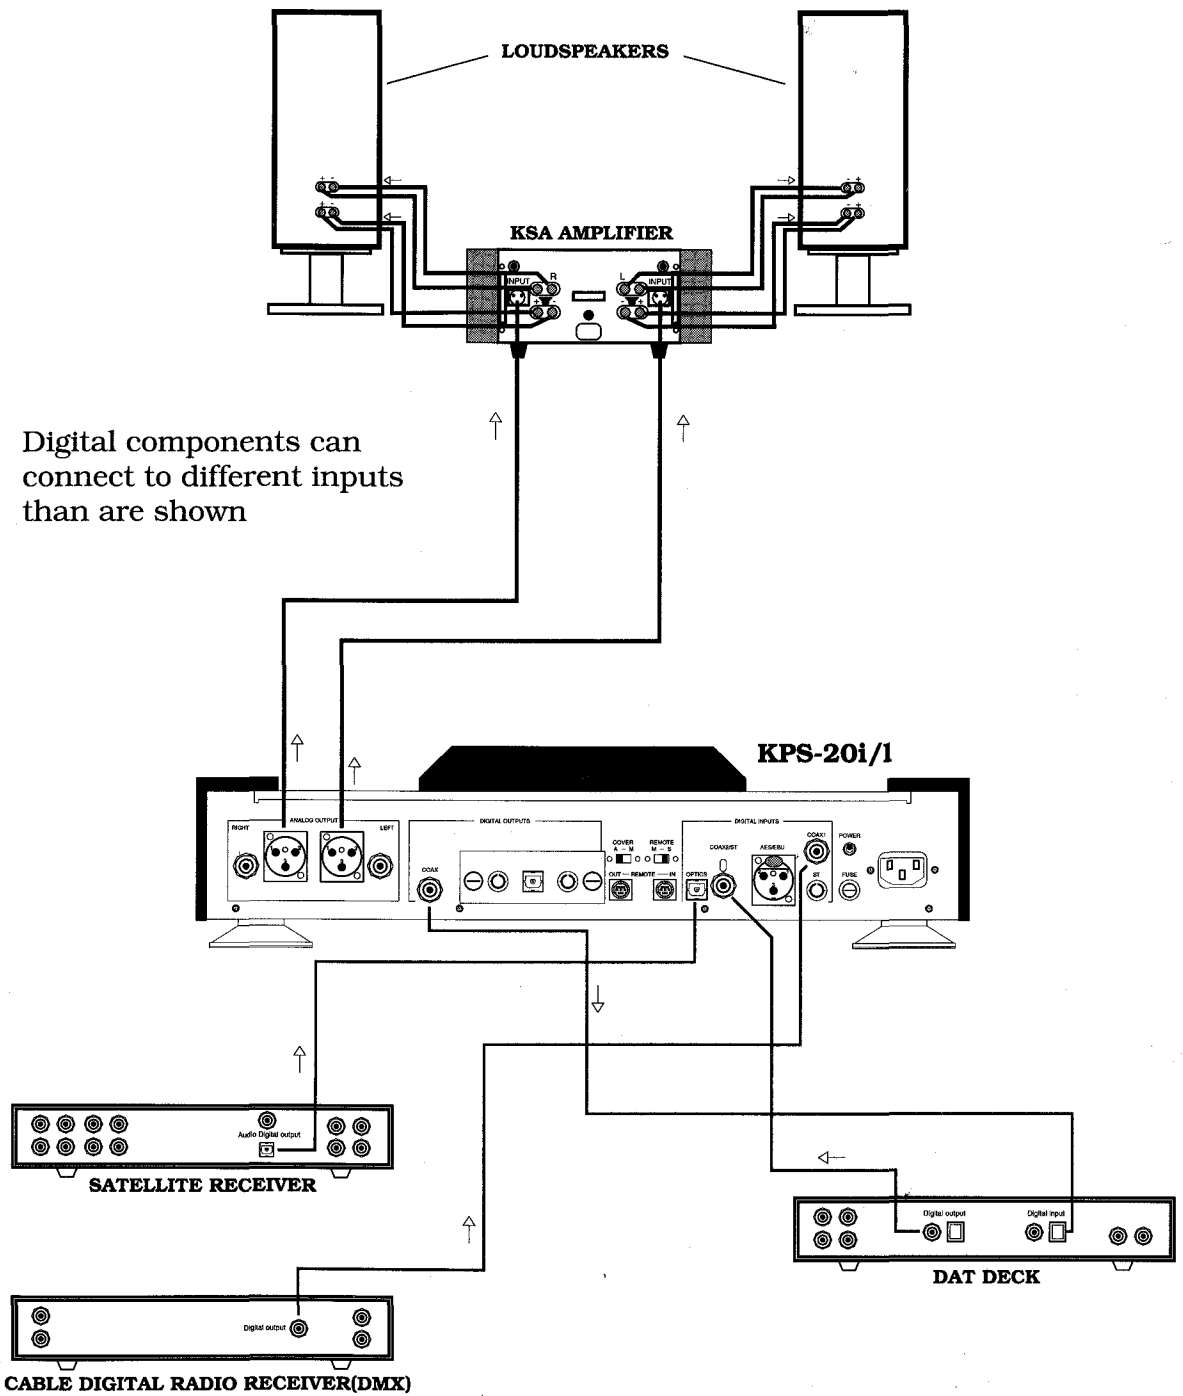 LOUDSPEAKERS
+ -
+ -
- +
- +
KSA AMPLIFIER
INPUT
R
L
INPUT
+ -
- +
Digital components can
connect to different inputs
than are shown
KPS-20i/l
RIGHT
ANALOG OUTPUT
LEFT
DIGITAL OUTPUTS
COAX
COVER
A - M
REMOTE
M - S
OUT — REMOTE — IN
DIGITAL INPUTS
OPTICS
COAX2/ST
AES/EBU
COAX1
ST
POWER
FUSE
Audio Digital output
SATELLITE RECEIVER
Digital output
Digital input
DAT DECK
Digital output
CABLE DIGITAL RADIO RECEIVER(DMX)